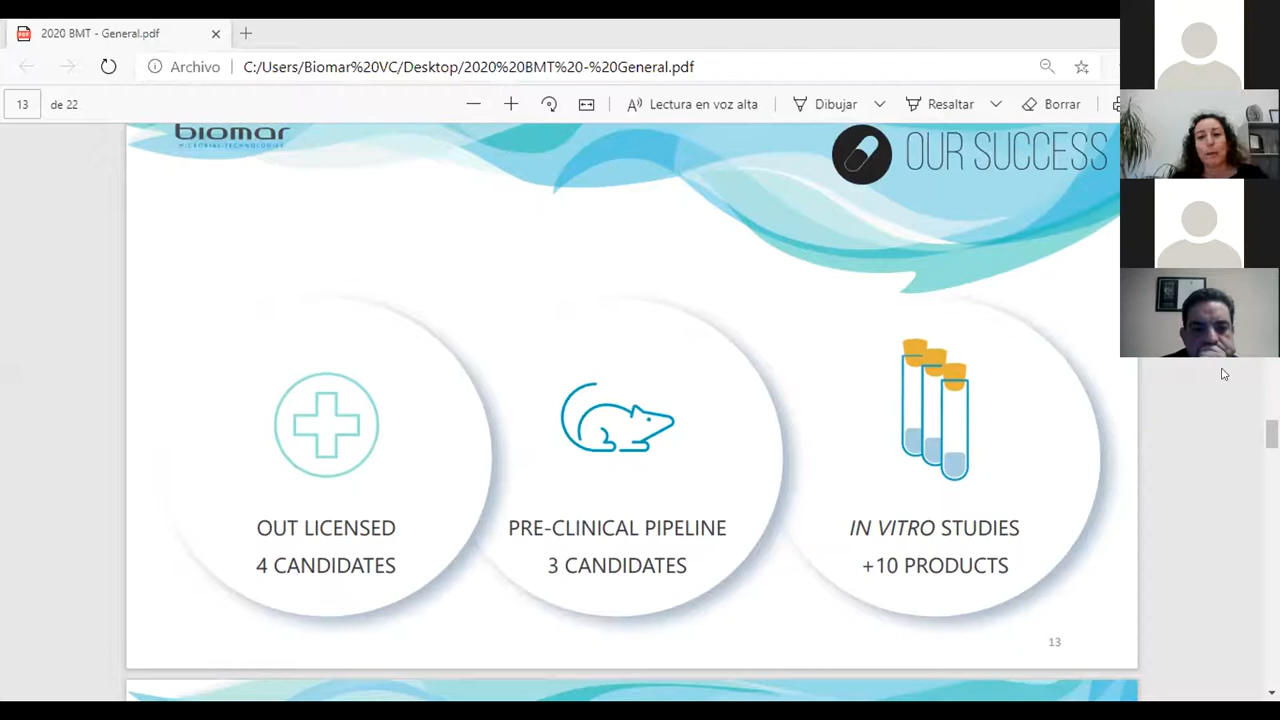 2020 BMT - General.pdf
Archivo
C:/Users/Biomar%20VC/Desktop/2020%20BMT%20-%20General.pdf
13 de 22
Lectura en voz alta
Dibujar
Resaltar
Borrar
biomar
MICROBIAL TECHNOLOGIES
OUR SUCCESS
OUT LICENSED
4 CANDIDATES
PRE-CLINICAL PIPELINE
3 CANDIDATES
IN VITRO STUDIES
+10 PRODUCTS
13